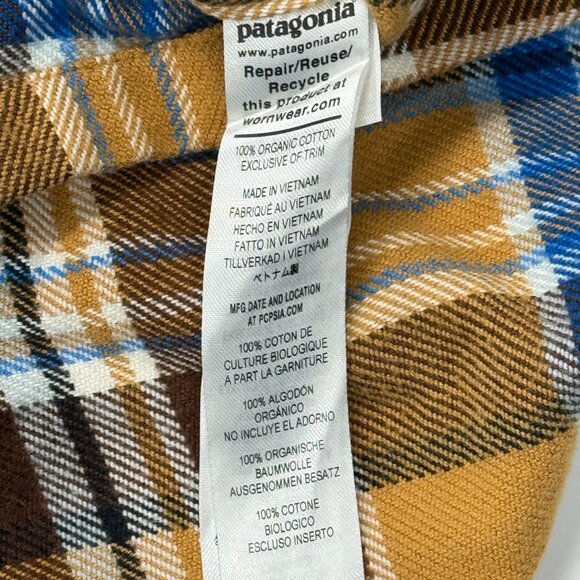 patagonia
www.patagonia.com
Repair/Reuse/
Recycle
this product at
wornwear.com
100% ORGANIC COTTON
EXCLUSIVE OF TRIM
MADE IN VIETNAM
FABRIQUÉ AU VIETNAM
HECHO EN VIETNAM
FATTO IN VIETNAM
TILLVERKAD I VIETNAM
ベトナム製
MFG DATE AND LOCATION
AT PCPSIA.COM
100% COTON DE
CULTURE BIOLOGIQUE
A PART LA GARNITURE
100% ALGODÓN
ORGÁNICO
NO INCLUYE EL ADORNO
100% ORGANISCHE
BAUMWOLLE
AUSGENOMMEN BESATZ
100% COTONE
BIOLOGICO
ESCLUSO INSERTO